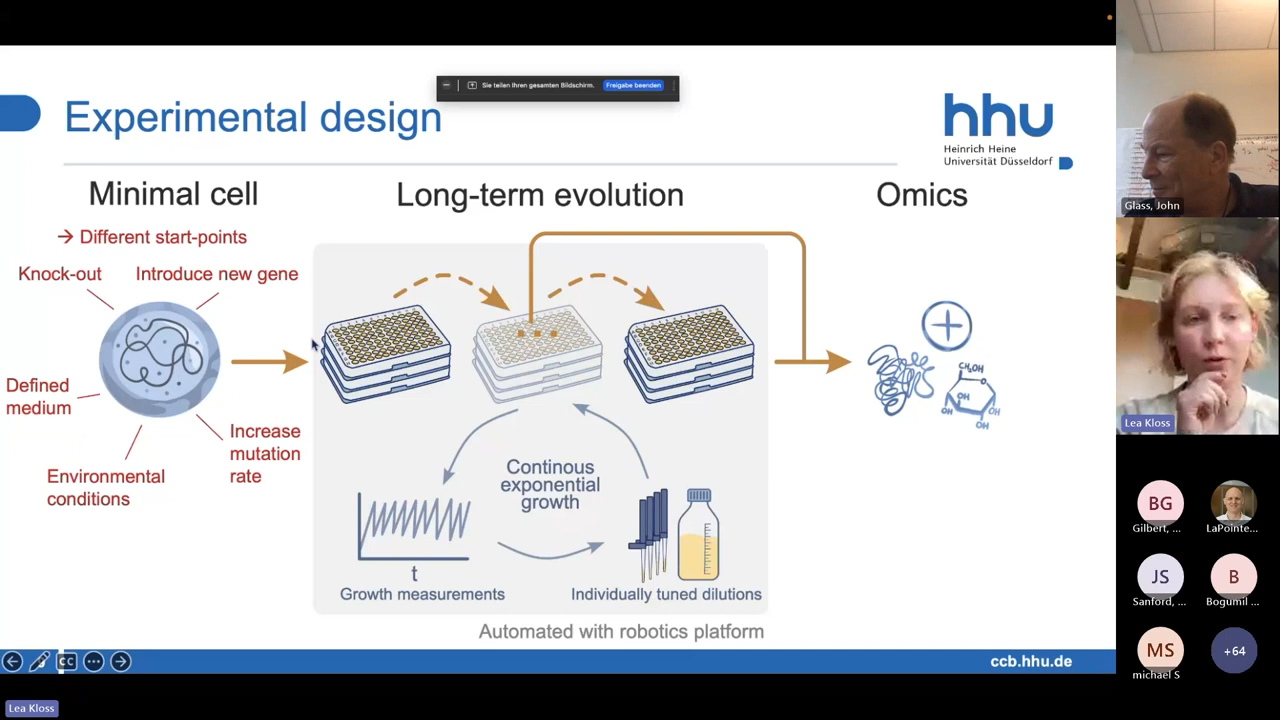 Sie teilen Ihren gesamten Bildschirm.
Freigabe beenden
Experimental design
hhu
Heinrich Heine
Universität Düsseldorf
Minimal cell
Long-term evolution
Omics
→ Different start-points
Knock-out
Introduce new gene
Defined
medium
Environmental
conditions
Increase
mutation
rate
Continous
exponential
growth
t
Growth measurements
Individually tuned dilutions
Automated with robotics platform
CH₂OH
O
OH
OH
OH
OH
CC
ccb.hhu.de
Lea Kloss
Glass, John
Lea Kloss
BG
Gilbert, ...
LaPointe...
JS
Sanford, ...
B
Bogumil ...
MS
michael S
+64